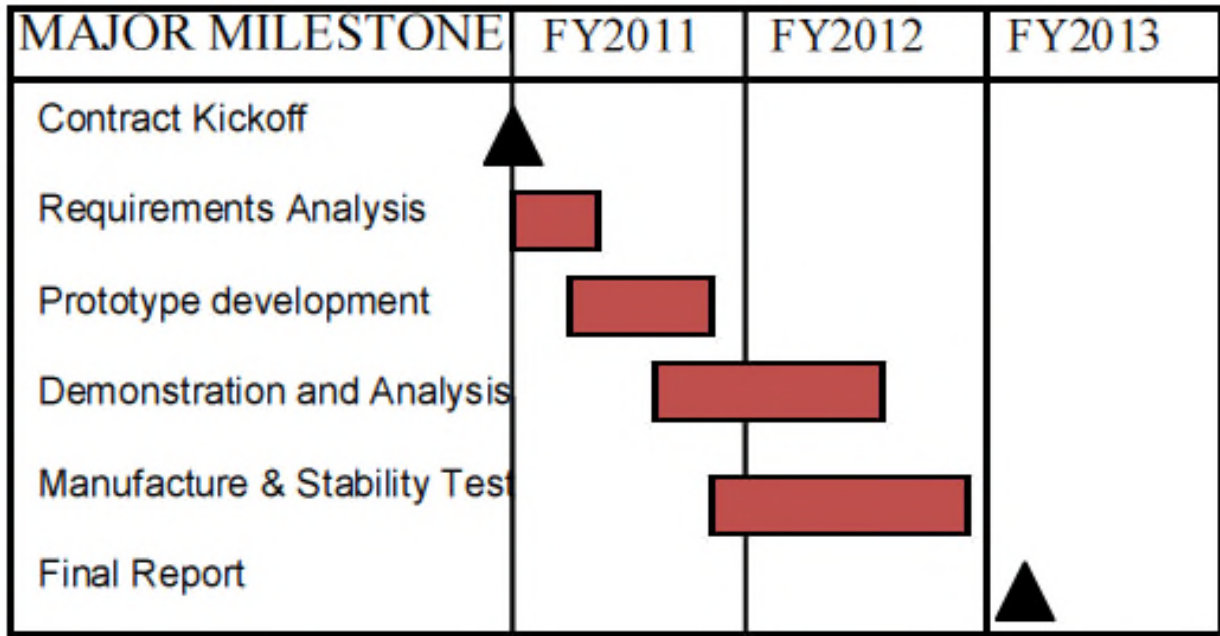 MAJOR MILESTONE FY2011 FY2012 FY2013
Contract Kickoff
Requirements Analysis
Prototype development
Demonstration and Analysis
Manufacture & Stability Test
Final Report